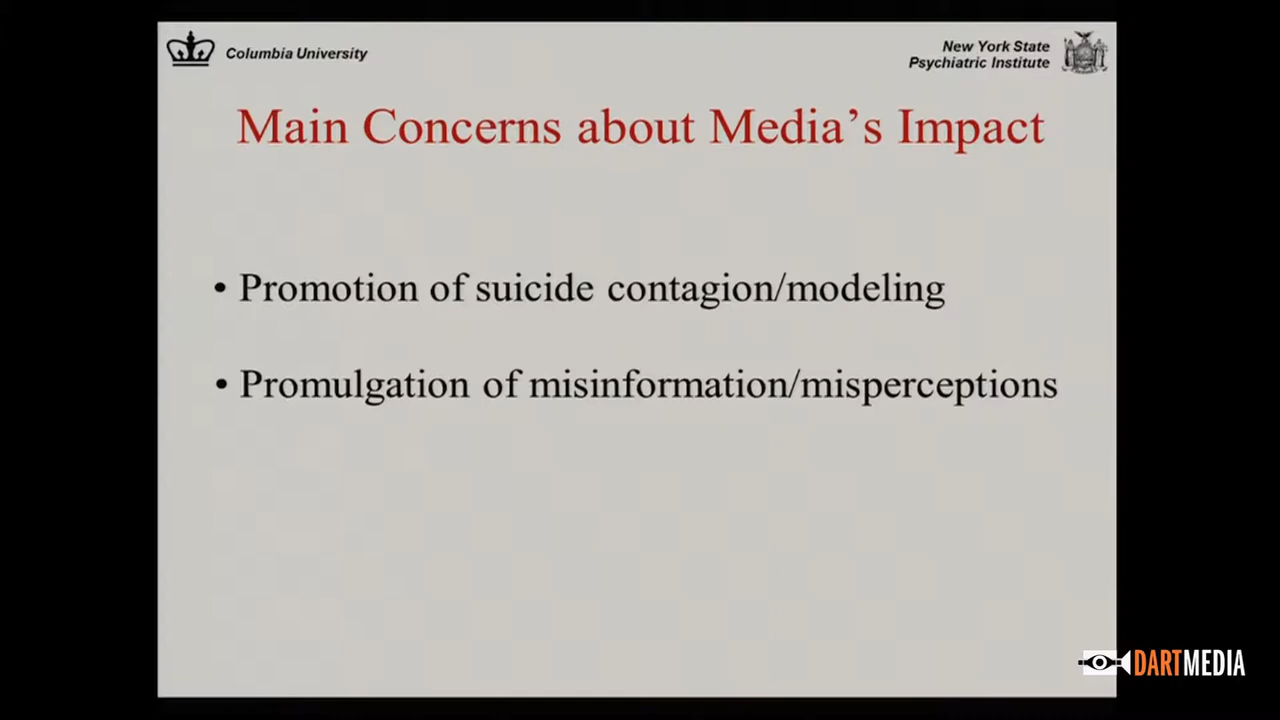 Columbia University
New York State
Psychiatric Institute
Main Concerns about Media’s Impact
• Promotion of suicide contagion/modeling
• Promulgation of misinformation/misperceptions
DARTMEDIA